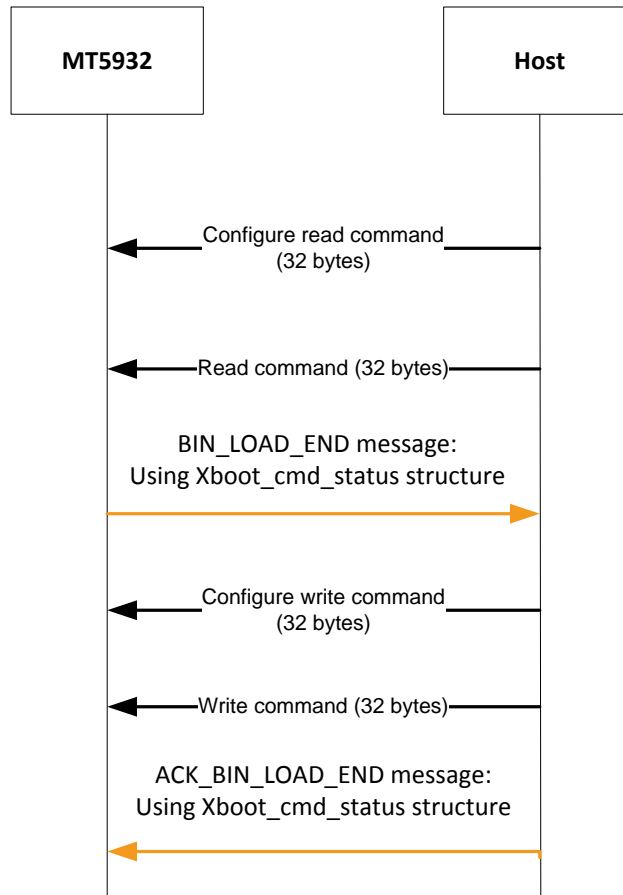 MT5932
Host
Configure read command
(32 bytes)
Read command (32 bytes)
BIN_LOAD_END message:
Using Xboot_cmd_status structure
Configure write command
(32 bytes)
Write command (32 bytes)
ACK_BIN_LOAD_END message:
Using Xboot_cmd_status structure